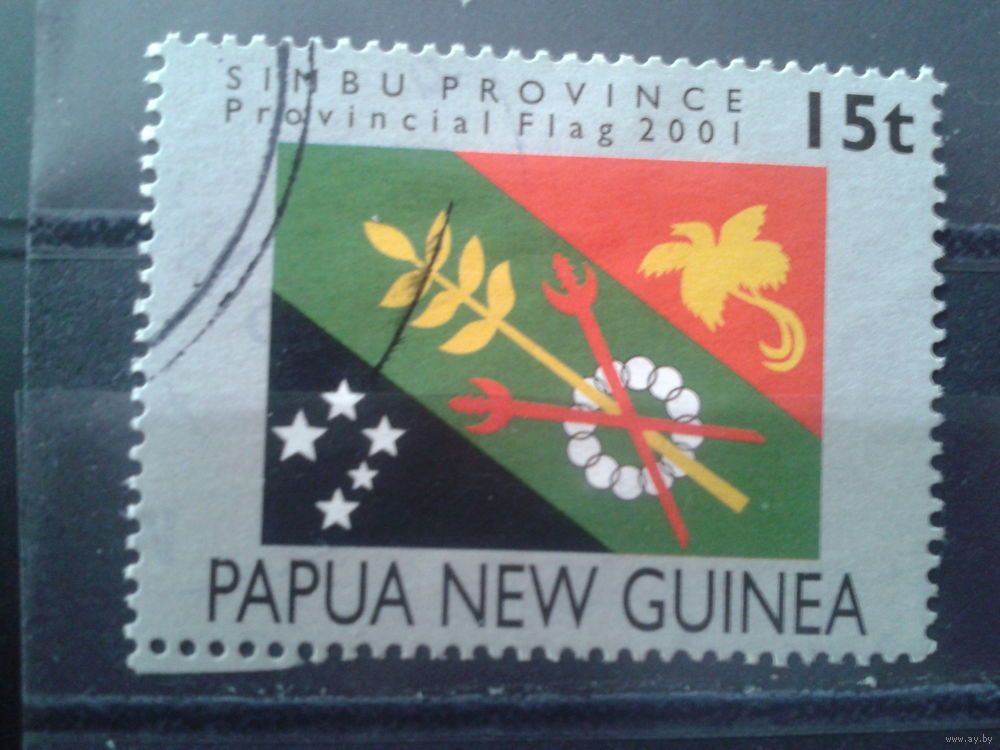 SIMBU PROVINCE
Provincial Flag 2001
15t
PAPUA NEW GUINEA
www.ay.by